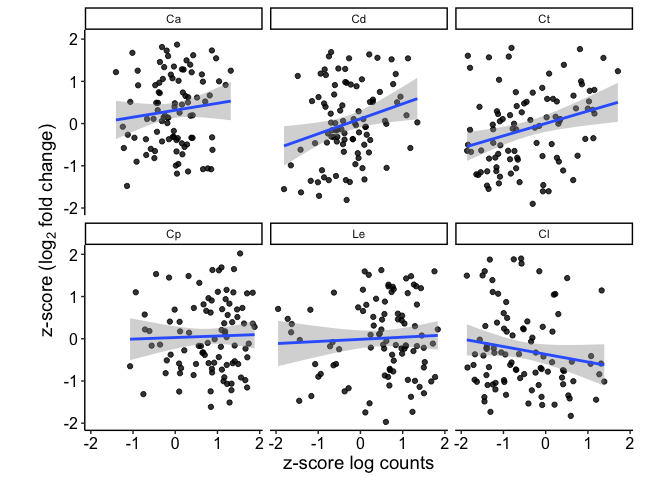 Ca Cd Ct
2
1
0
-1
-2
Cp Le Cl
2
1
0
-1
-2
-2 -1 0 1 2 -2 -1 0 1 2 -2 -1 0 1 2
z-score log counts
z-score (log₂ fold change)